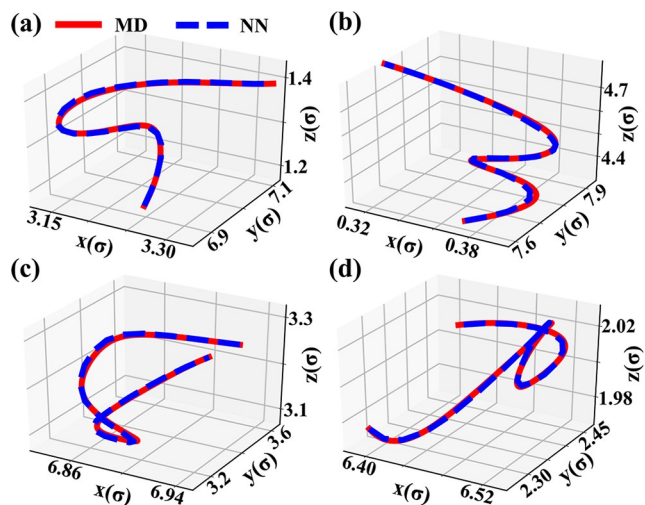 (a) MD NN (b)
1.4
1.2
7.1
6.9
3.15
3.30
x(σ)
y(σ)
z(σ)
4.7
4.4
7.9
7.6
0.32
0.38
x(σ)
y(σ)
z(σ)
(c) (d)
3.3
3.1
3.6
3.2
6.86
6.94
x(σ)
y(σ)
z(σ)
2.02
1.98
2.45
2.30
6.40
6.52
x(σ)
y(σ)
z(σ)